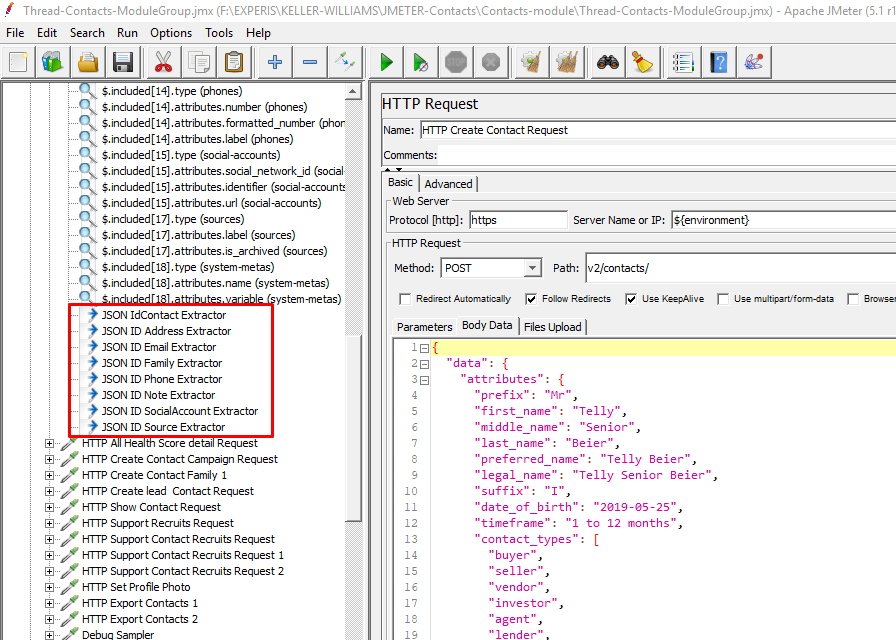 Thread-Contacts-ModuleGroup.jmx (F:\EXPERIS\KELLER-WILLIAMS\JMETER-Contacts\Contacts-module\Thread-Contacts-ModuleGroup.jmx) - Apache JMeter (5.1 r1
File Edit Search Run Options Tools Help
$.included[14].type (phones)
$.included[14].attributes.number (phones)
$.included[14].attributes.formatted_number (phon
$.included[14].attributes.label (phones)
$.included[15].type (social-accounts)
$.included[15].attributes.social_network_id (social-
$.included[15].attributes.identifier (social-accounts
$.included[15].attributes.url (social-accounts)
$.included[17].type (sources)
$.included[17].attributes.label (sources)
$.included[17].attributes.is_archived (sources)
$.included[18].type (system-metas)
$.included[18].attributes.name (system-metas)
$.included[18].attributes.variable (system-metas)
JSON IdContact Extractor
JSON ID Address Extractor
JSON ID Email Extractor
JSON ID Family Extractor
JSON ID Phone Extractor
JSON ID Note Extractor
JSON ID SocialAccount Extractor
JSON ID Source Extractor
HTTP All Health Score detail Request
HTTP Create Contact Campaign Request
HTTP Create Contact Family 1
HTTP Create lead  Contact Request
HTTP Show Contact Request
HTTP Support Recruits Request
HTTP Support Contact Recruits Request
HTTP Support Contact Recruits Request 1
HTTP Support Contact Recruits Request 2
HTTP Set Profile Photo
HTTP Export Contacts 1
HTTP Export Contacts 2
Debug Sampler
HTTP Request
Name: HTTP Create Contact Request
Comments:
Basic Advanced
Web Server
Protocol [http]: https Server Name or IP: ${environment}
HTTP Request
Method: POST Path: v2/contacts/
Redirect Automatically Follow Redirects Use KeepAlive Use multipart/form-data Browser
Parameters Body Data Files Upload
1 {
2 "data": {
3 "attributes": {
4 "prefix": "Mr",
5 "first_name": "Telly",
6 "middle_name": "Senior",
7 "last_name": "Beier",
8 "preferred_name": "Telly Beier",
9 "legal_name": "Telly Senior Beier",
10 "suffix": "I",
11 "date_of_birth": "2019-05-25",
12 "timeframe": "1 to 12 months",
13 "contact_types": [
14 "buyer",
15 "seller",
16 "vendor",
17 "investor",
18 "agent",
19 "lender",